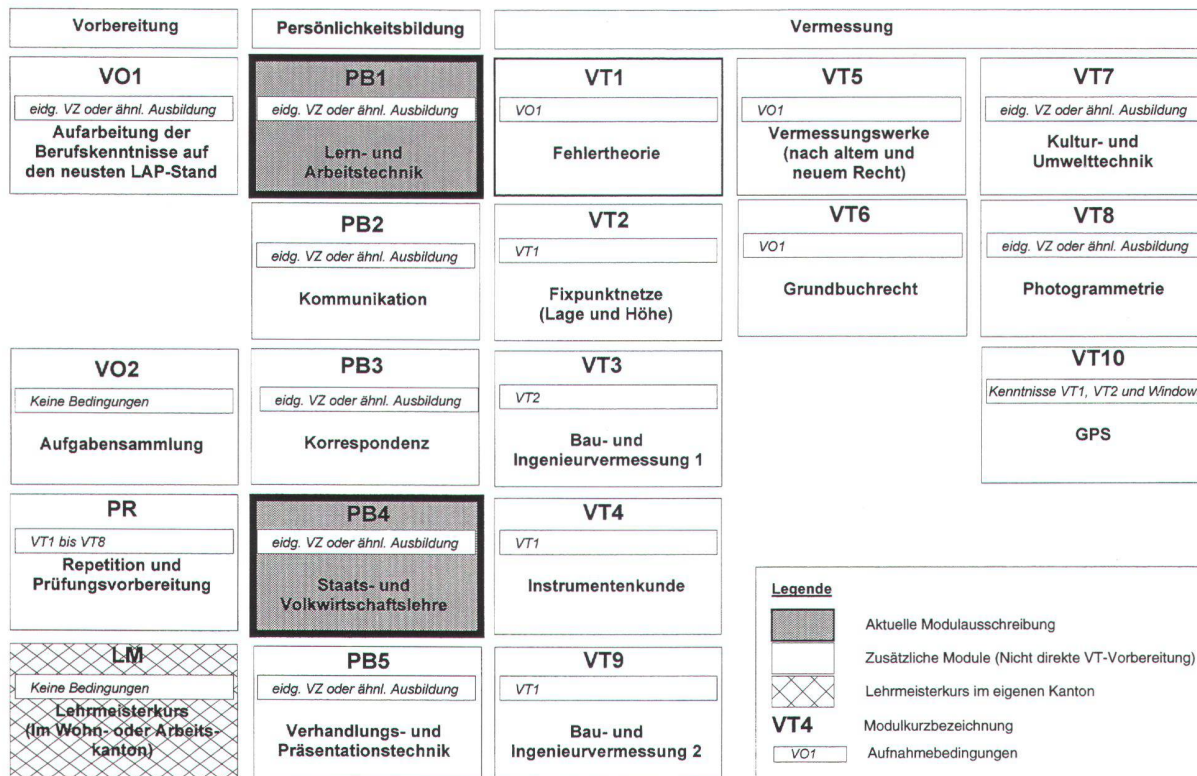 Vorbereitung
Persönlichkeitsbildung
Vermessung
VO1
eidg. VZ oder ähnl. Ausbildung
Aufarbeitung der
Berufskenntnisse auf
den neusten LAP-Stand
PB1
eidg. VZ oder ähnl. Ausbildung
Lern- und
Arbeitstechnik
VT1
VO1
Fehlertheorie
VT5
VO1
Vermessungswerke
(nach altem und
neuem Recht)
VT7
eidg. VZ oder ähnl. Ausbildung
Kultur- und
Umwelttechnik
PB2
eidg. VZ oder ähnl. Ausbildung
Kommunikation
VT2
VT1
Fixpunktnetze
(Lage und Höhe)
VT6
VO1
Grundbuchrecht
VT8
eidg. VZ oder ähnl. Ausbildung
Photogrammetrie
VO2
Keine Bedingungen
Aufgabensammlung
PB3
eidg. VZ oder ähnl. Ausbildung
Korrespondenz
VT3
VT2
Bau- und
Ingenieurvermessung 1
VT10
Kenntnisse VT1, VT2 und Window
GPS
PR
VT1 bis VT8
Repetition und
Prüfungsvorbereitung
PB4
eidg. VZ oder ähnl. Ausbildung
Staats- und
Volkwirtschaftslehre
VT4
VT1
Instrumentenkunde
LM
Keine Bedingungen
Lehrmeisterkurs
(Im Wohn- oder Arbeits-
kanton)
PB5
eidg. VZ oder ähnl. Ausbildung
Verhandlungs- und
Präsentationstechnik
VT9
VT1
Bau- und
Ingenieurvermessung 2
Legende
Aktuelle Modulausschreibung
Zusätzliche Module (Nicht direkte VT-Vorbereitung)
Lehrmeisterkurs im eigenen Kanton
VT4 Modulkurzbezeichnung
VO1 Aufnahmebedingungen